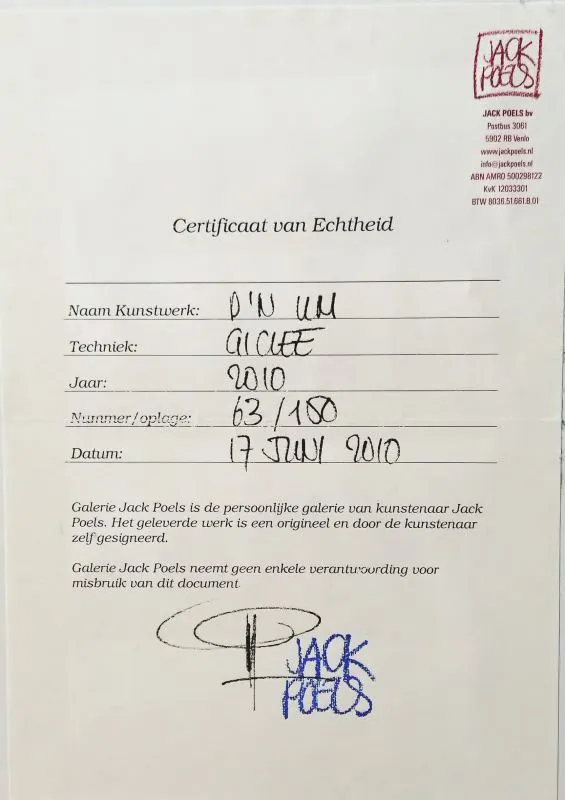 JACK
POELS
JACK POELS bv
Postbus 3061
5902 RB Venlo
www.jackpoels.nl
info@jackpoels.nl
ABN AMRO 500298122
KvK 12033301
BTW 8036.51.661.B.01
Certificaat van Echtheid
Naam Kunstwerk: D'N UM
Techniek: GICLEE
Jaar: 2010
Nummer/oplage: 63/150
Datum: 17 JUNI 2010
Galerie Jack Poels is de persoonlijke galerie van kunstenaar Jack
Poels. Het geleverde werk is een origineel en door de kunstenaar
zelf gesigneerd.
Galerie Jack Poels neemt geen enkele verantwoording voor
misbruik van dit document
JACK
POELS